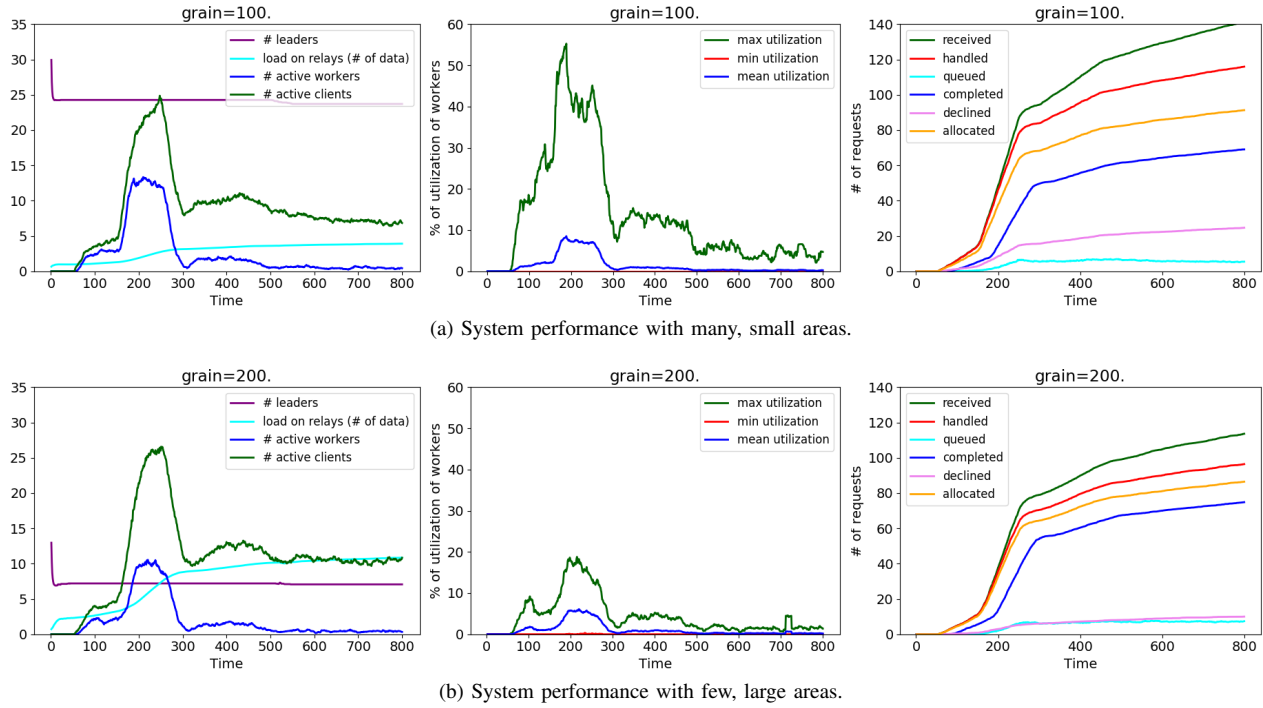 grain=100.
35
30
25
20
15
10
5
0
# leaders
load on relays (# of data)
# active workers
# active clients
0 100 200 300 400 500 600 700 800
Time
grain=100.
% of utilization of workers
60
50
40
30
20
10
0
max utilization
min utilization
mean utilization
0 100 200 300 400 500 600 700 800
Time
grain=100.
# of requests
140
120
100
80
60
40
20
0
received
handled
queued
completed
declined
allocated
0 200 400 600 800
Time
(a) System performance with many, small areas.
grain=200.
35
30
25
20
15
10
5
0
# leaders
load on relays (# of data)
# active workers
# active clients
0 100 200 300 400 500 600 700 800
Time
grain=200.
% of utilization of workers
60
50
40
30
20
10
0
max utilization
min utilization
mean utilization
0 100 200 300 400 500 600 700 800
Time
grain=200.
# of requests
140
120
100
80
60
40
20
0
received
handled
queued
completed
declined
allocated
0 200 400 600 800
Time
(b) System performance with few, large areas.